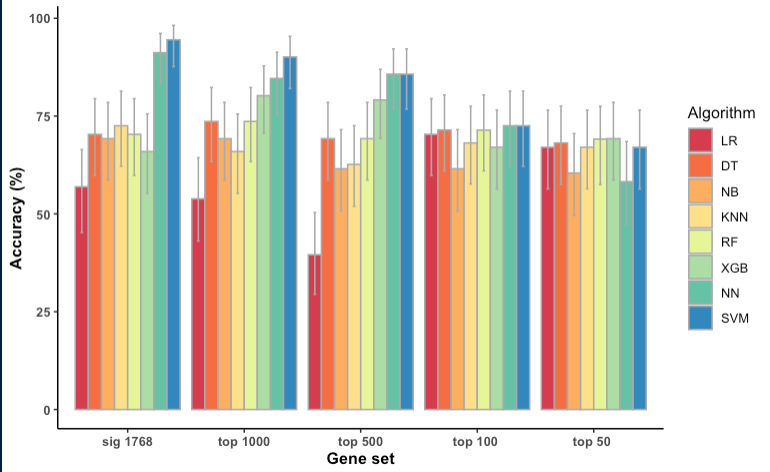 100
75
50
25
0
Accuracy (%)
sig 1768
top 1000
top 500
top 100
top 50
Gene set
Algorithm
LR
DT
NB
KNN
RF
XGB
NN
SVM